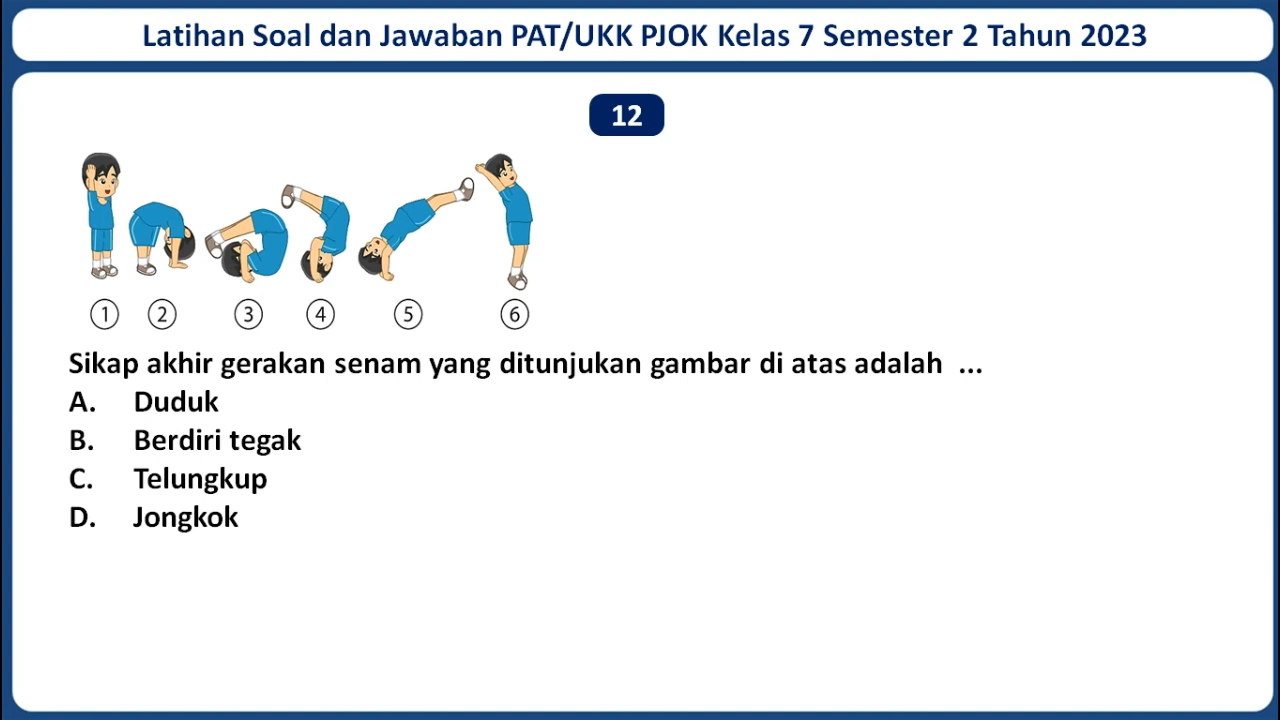 Latihan Soal dan Jawaban PAT/UKK PJOK Kelas 7 Semester 2 Tahun 2023
12
1 2 3 4 5 6
Sikap akhir gerakan senam yang ditunjukan gambar di atas adalah ...
A. Duduk
B. Berdiri tegak
C. Telungkup
D. Jongkok